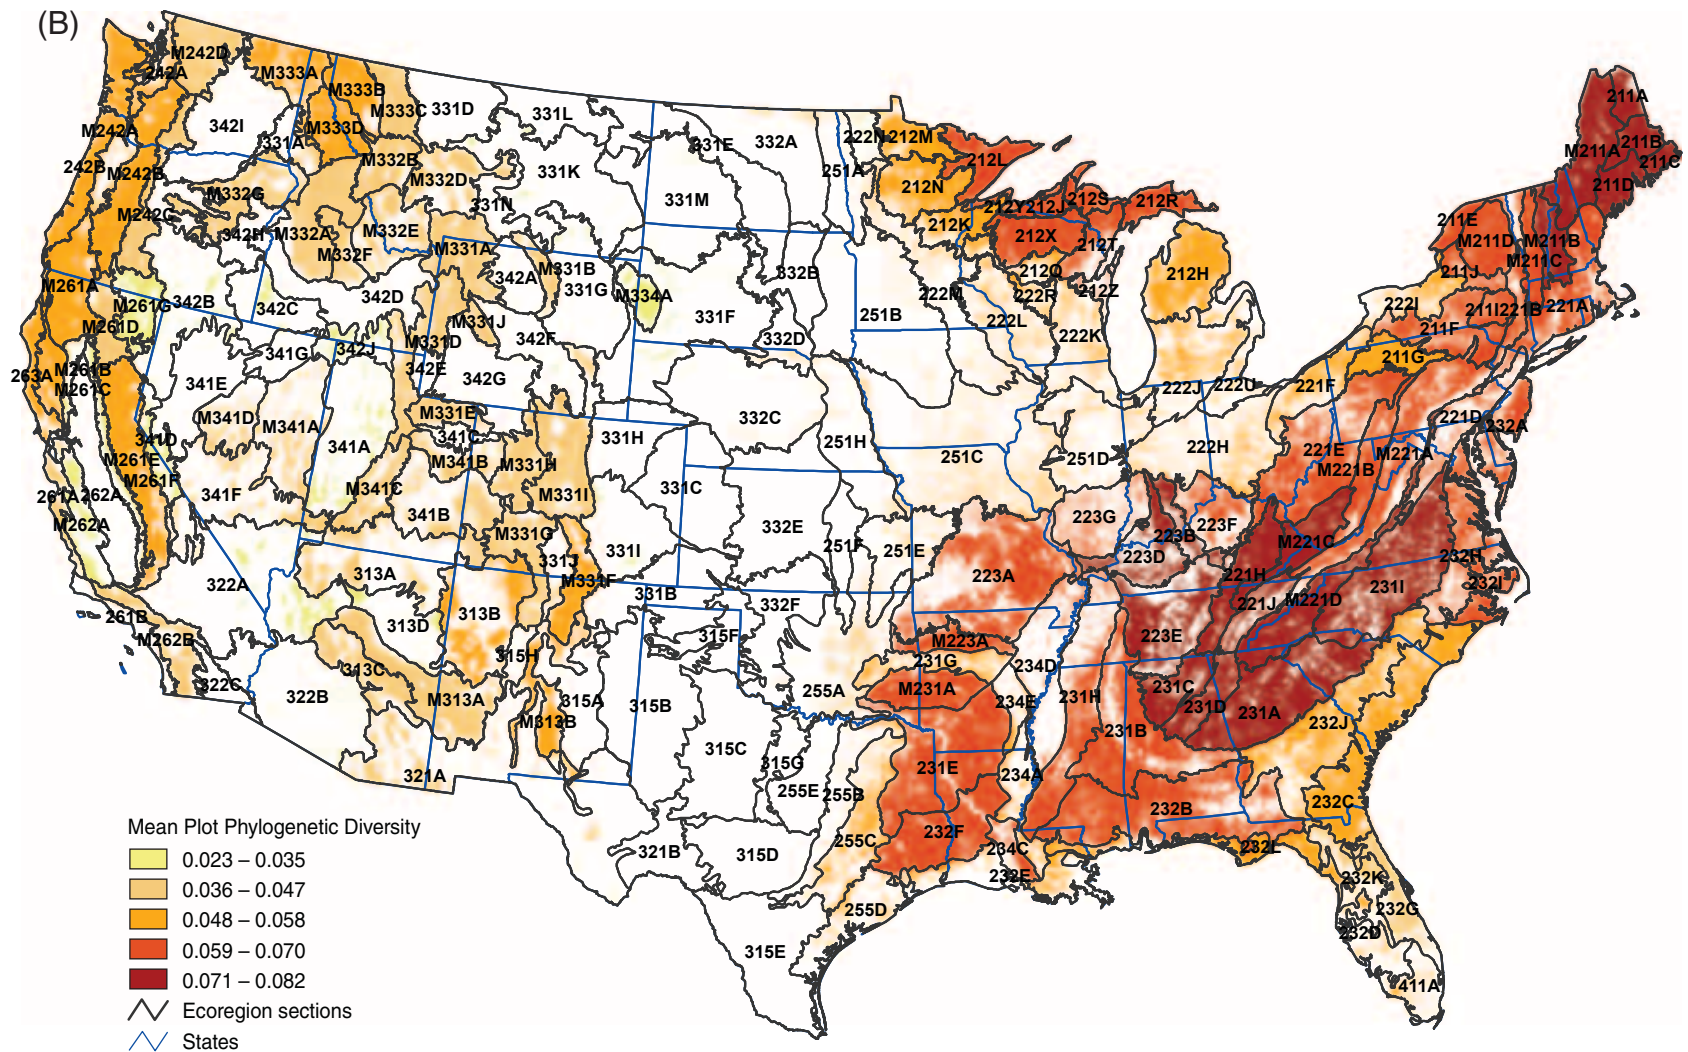 (B)
M242D
242A
M333A
M333B
M333C
331D
331L
342I
M333D
M242A
331A
331E
332A
222N
212M
212L
211A
211B
M211A
211C
242B
M242B
M332B
M332D
331K
251A
212N
211D
M332G
331N
331M
212Y
212J
212S
212R
M242C
342H
M332A
M332E
212K
212X
211E
M332F
M331A
212T
M211D
M211B
M211C
M261A
342A
M331B
331G
332B
212Q
212H
211J
M261G
342B
342C
342D
M334A
222M
222R
212Z
222I
211I
221B
221A
M261D
M331J
331F
251B
222L
222K
211F
342J
M331D
342F
332D
341G
342E
211G
263A
M261B
M261C
341E
342G
222J
222U
221F
M341D
M341A
M331E
332C
221D
232A
341D
341A
341C
331H
251H
222H
221E
M221A
M261E
M341B
M331H
251C
251D
M221B
M261F
261A
262A
341F
M341C
M331I
331C
M262A
341B
332E
223G
223F
M331G
223B
M221C
331J
331I
251F
251E
223D
232H
322A
313A
M331F
223A
221H
231I
232I
331B
332F
221J
M221D
261B
313D
313B
M262B
315F
M223A
223E
315H
231G
234D
313C
322C
322B
M313A
315A
315B
255A
M231A
234E
231H
231C
231D
231A
M313B
232J
315C
231B
321A
315G
231E
234A
255E
255B
232B
232C
Mean Plot Phylogenetic Diversity
232F
255C
234C
232L
0.023 – 0.035
321B
315D
0.036 – 0.047
232E
232K
0.048 – 0.058
255D
232G
232D
0.059 – 0.070
315E
0.071 – 0.082
411A
Ecoregion sections
States